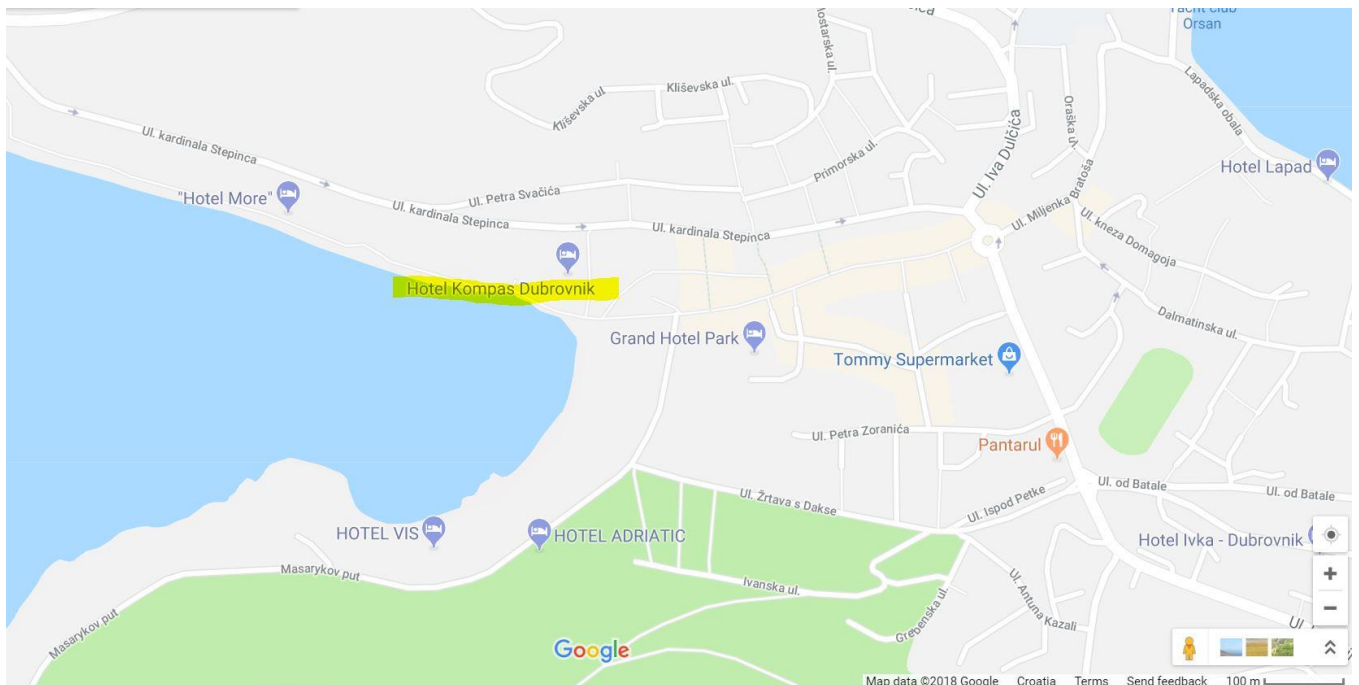 Yacht club
Orsan
Kliševska ul.
Kliševska ul
Lapadska obala
Oraška ul.
Ul. kardinala Stepinca
Primorska ul.
Ul. Iva Dulčića
Hotel Lapad
"Hotel More"
Ul. Petra Svačića
Ul. Miljenka Bratoša
Ul. kardinala Stepinca
Ul. kardinala Stepinca
Ul. kneza Domagoja
Hotel Kompas Dubrovnik
Dalmatinska ul.
Grand Hotel Park
Tommy Supermarket
Ul. Petra Zoranića
Pantarul
Ul. od Batale
Ul. od Batale
Ul. Žrtava s Dakse
Ul. Ispod Petke
HOTEL VIS
HOTEL ADRIATIC
Hotel Ivka - Dubrovnik
Masarykov put
Ivanska ul.
Ul. Antuna Kazali
Grebenska ul.
Masarykov put
Google
Map data ©2018 Google Croatia Terms Send feedback 100 m